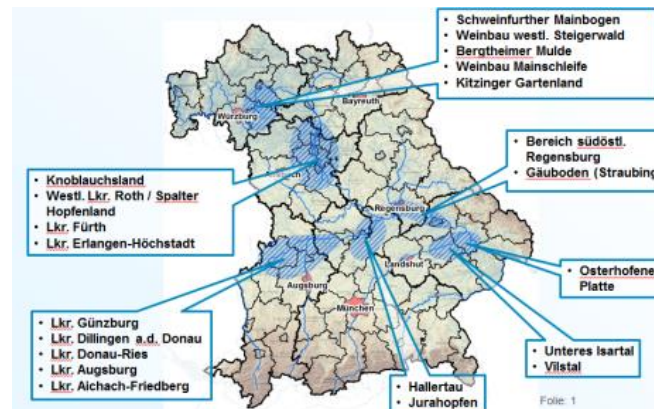 • Schweinfurther Mainbogen
• Weinbau westl. Steigerwald
• Bergtheimer Mulde
• Weinbau Mainschleife
• Kitzinger Gartenland
Bayreuth
Würzburg
• Bereich südöstl.
Regensburg
• Gäuboden (Straubing
• Knoblauchsland
• Westl. Lkr. Roth / Spalter
Hopfenland
• Lkr. Fürth
• Lkr. Erlangen-Höchstadt
Regensburg
Landshut
• Osterhofener
Platte
Augsburg
München
• Lkr. Günzburg
• Lkr. Dillingen a.d. Donau
• Lkr. Donau-Ries
• Lkr. Augsburg
• Lkr. Aichach-Friedberg
• Unteres Isartal
• Vilstal
• Hallertau
• Jurahopfen
Folie: 1